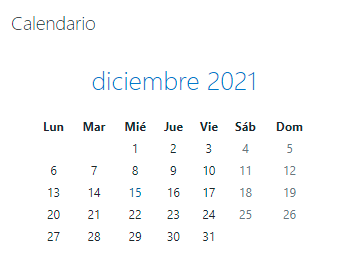 Calendario
diciembre 2021
Lun Mar Mié Jue Vie Sáb Dom
1 2 3 4 5
6 7 8 9 10 11 12
13 14 15 16 17 18 19
20 21 22 23 24 25 26
27 28 29 30 31